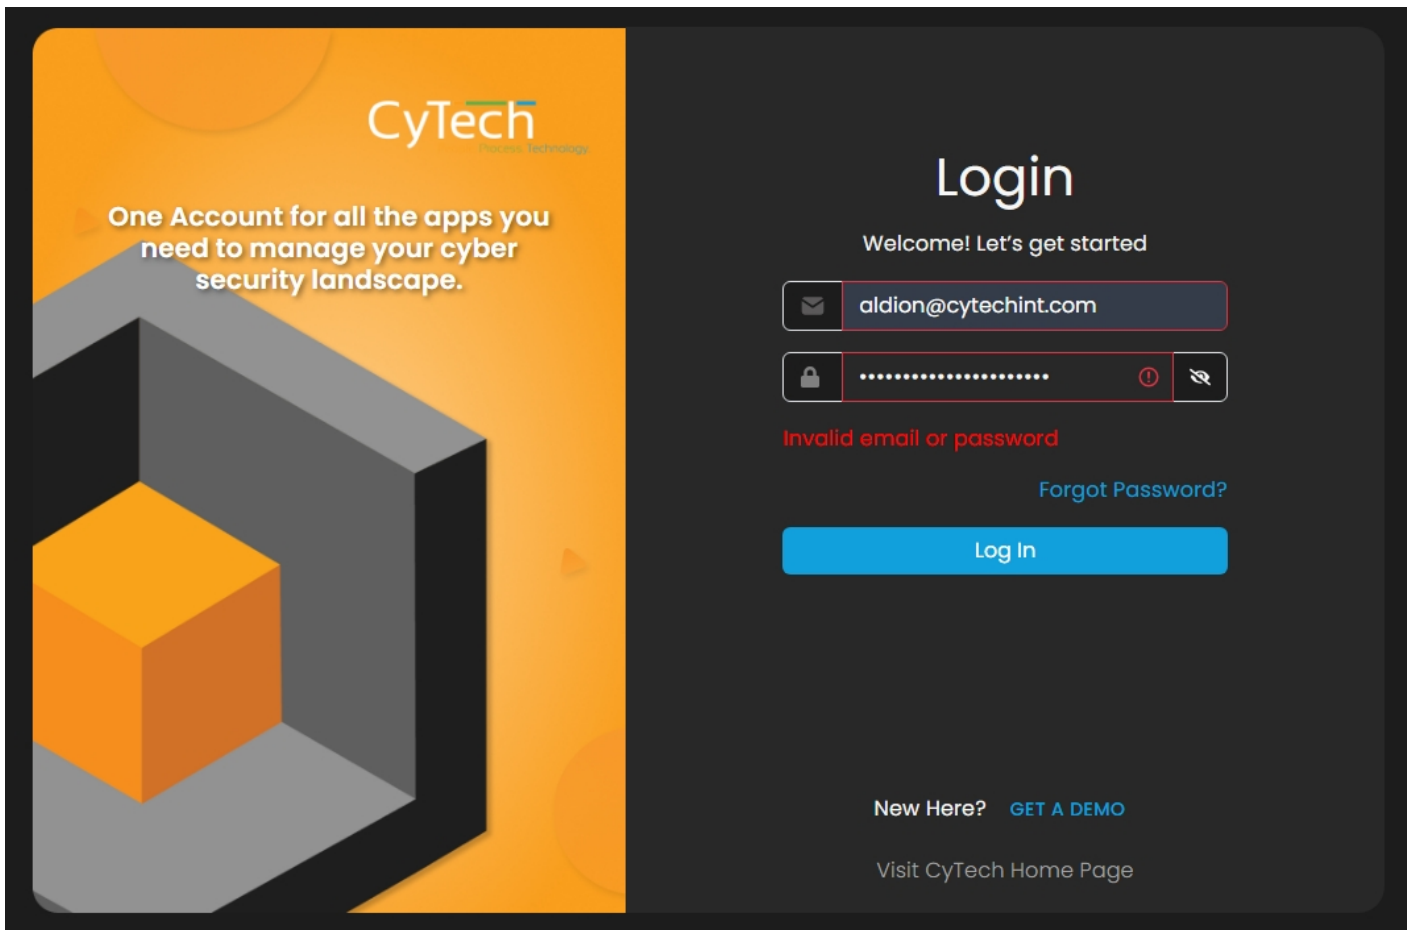 CyTech
Process. Technology
One Account for all the apps you
need to manage your cyber
security landscape.
Login
Welcome! Let’s get started
aldion@cytechint.com
••••••••••••••••••••••
Invalid email or password
Forgot Password?
Log In
New Here? GET A DEMO
Visit CyTech Home Page